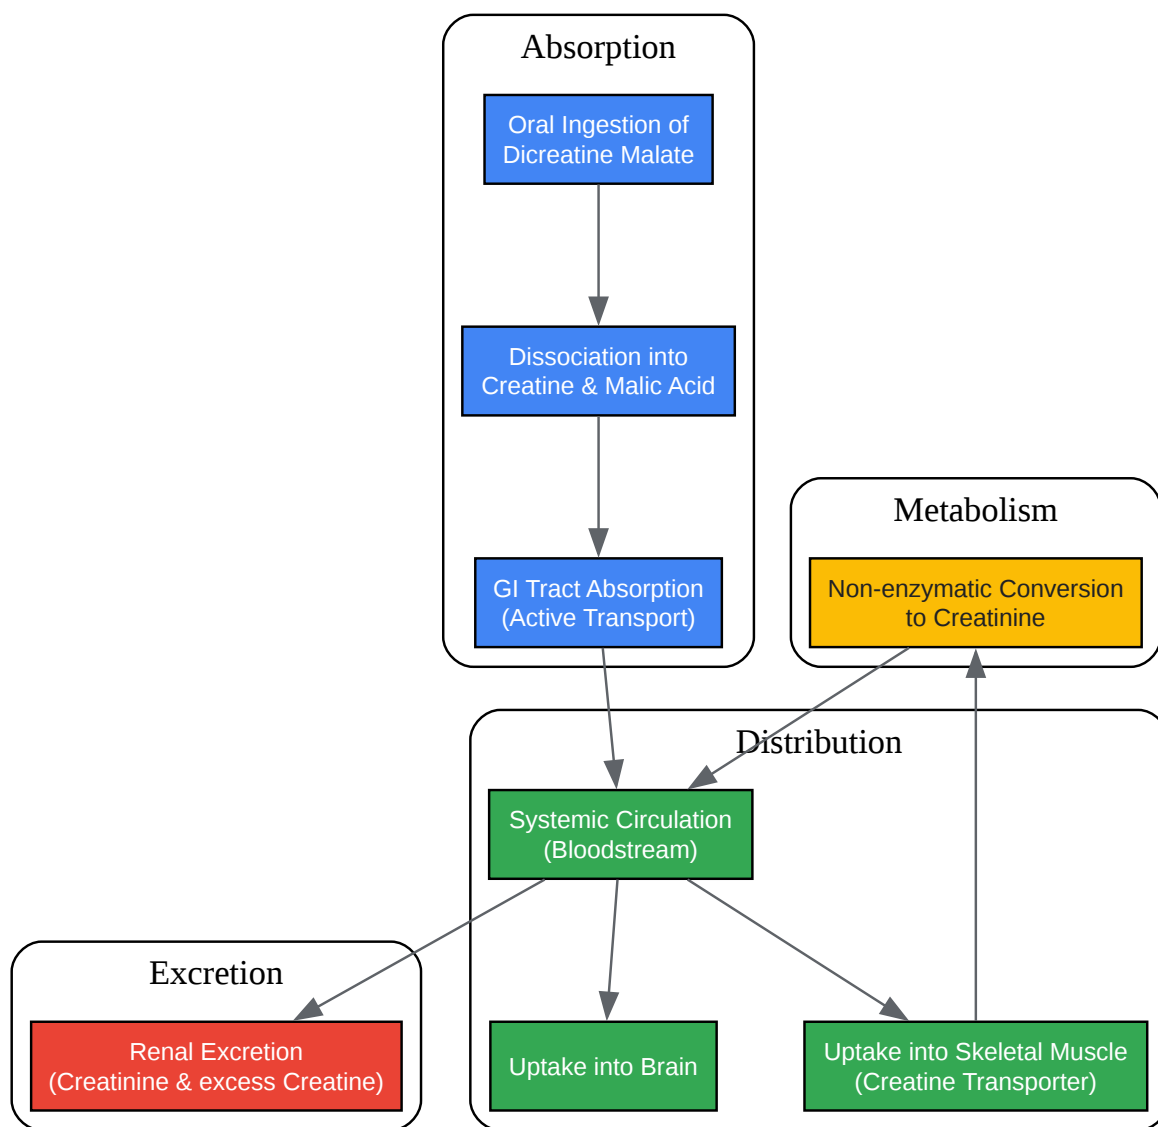 Absorption
Oral Ingestion of
Dicreatine Malate
Dissociation into
Creatine & Malic Acid
GI Tract Absorption
(Active Transport)
Metabolism
Non-enzymatic Conversion
to Creatinine
Distribution
Systemic Circulation
(Bloodstream)
Excretion
Renal Excretion
(Creatinine & excess Creatine)
Uptake into Brain
Uptake into Skeletal Muscle
(Creatine Transporter)